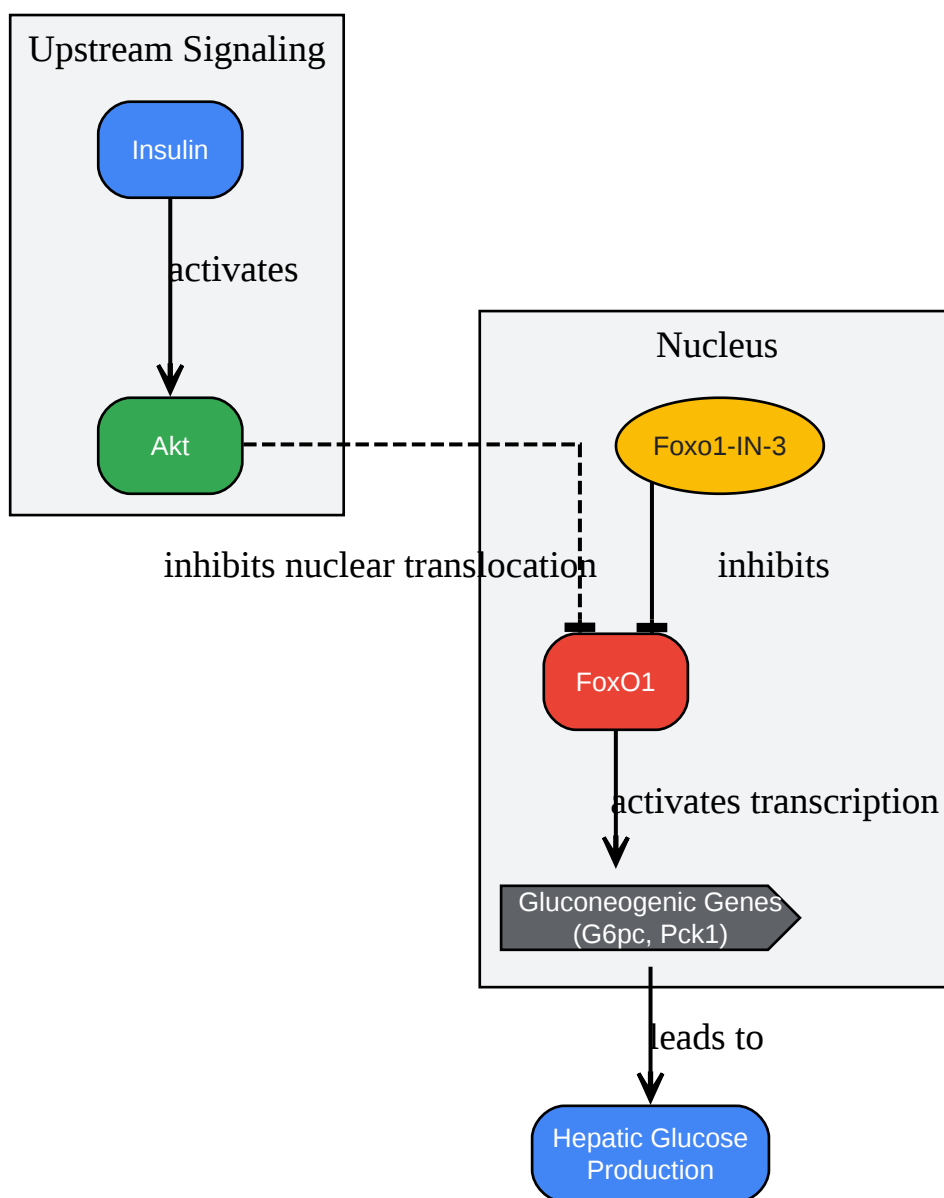 Upstream Signaling
Insulin
activates
Akt
Nucleus
Foxo1-IN-3
inhibits nuclear translocation
inhibits
FoxO1
activates transcription
Gluconeogenic Genes
(G6pc, Pck1)
leads to
Hepatic Glucose
Production